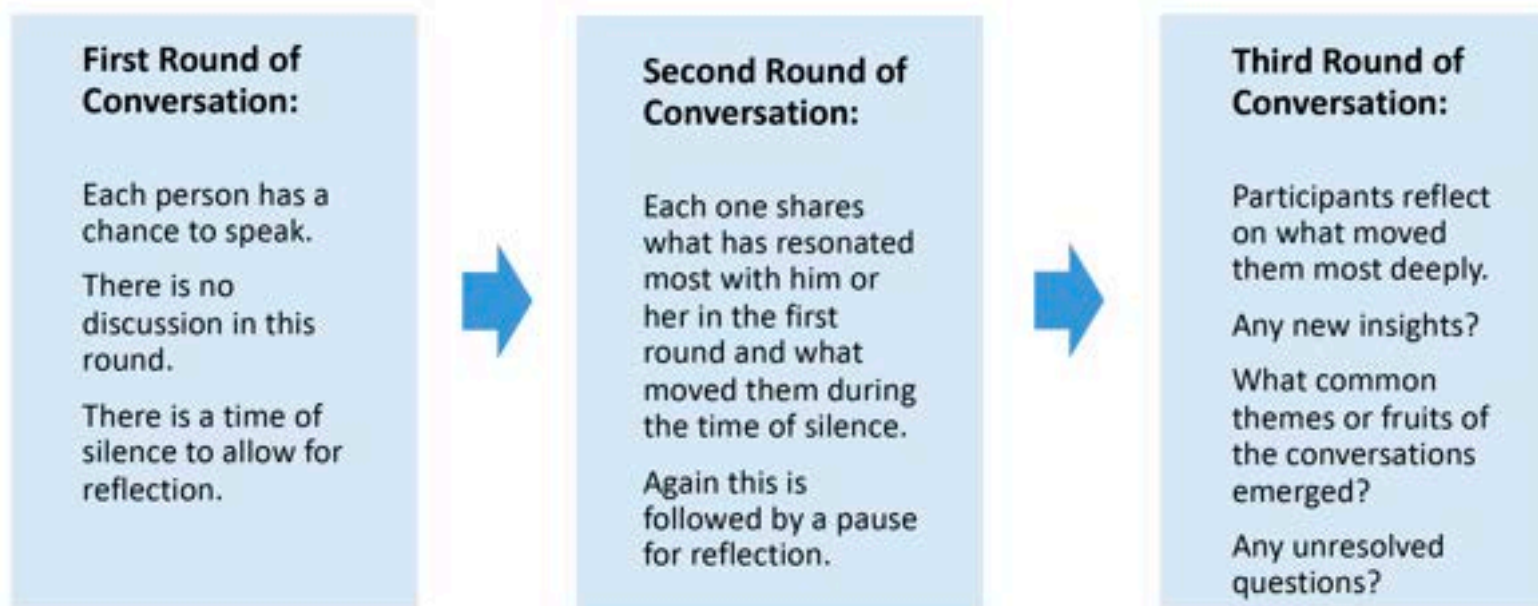 First Round of
Conversation:
Each person has a
chance to speak.
There is no
discussion in this
round.
There is a time of
silence to allow for
reflection.
Second Round of
Conversation:
Each one shares
what has resonated
most with him or
her in the first
round and what
moved them during
the time of silence.
Again this is
followed by a pause
for reflection.
Third Round of
Conversation:
Participants reflect
on what moved
them most deeply.
Any new insights?
What common
themes or fruits of
the conversations
emerged?
Any unresolved
questions?